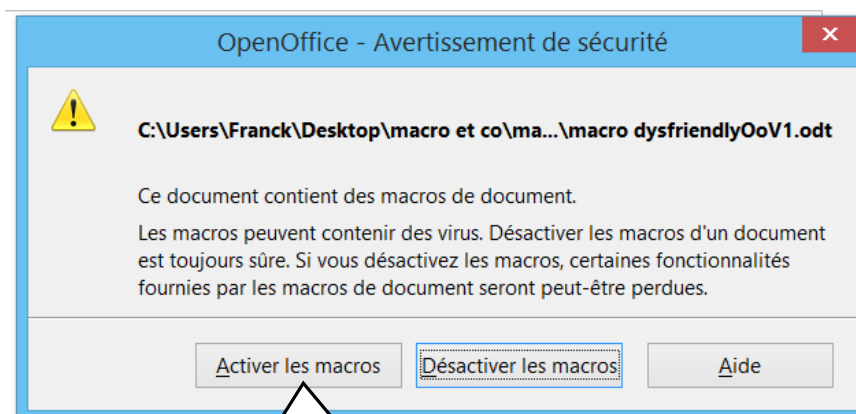 OpenOffice - Avertissement de sécurité
C:\Users\Franck\Desktop\macro et co\ma...\macro dysfriendlyOoV1.odt
Ce document contient des macros de document.
Les macros peuvent contenir des virus. Désactiver les macros d'un document
est toujours sûre. Si vous désactivez les macros, certaines fonctionnalités
fournies par les macros de document seront peut-être perdues.
Activer les macros Désactiver les macros Aide